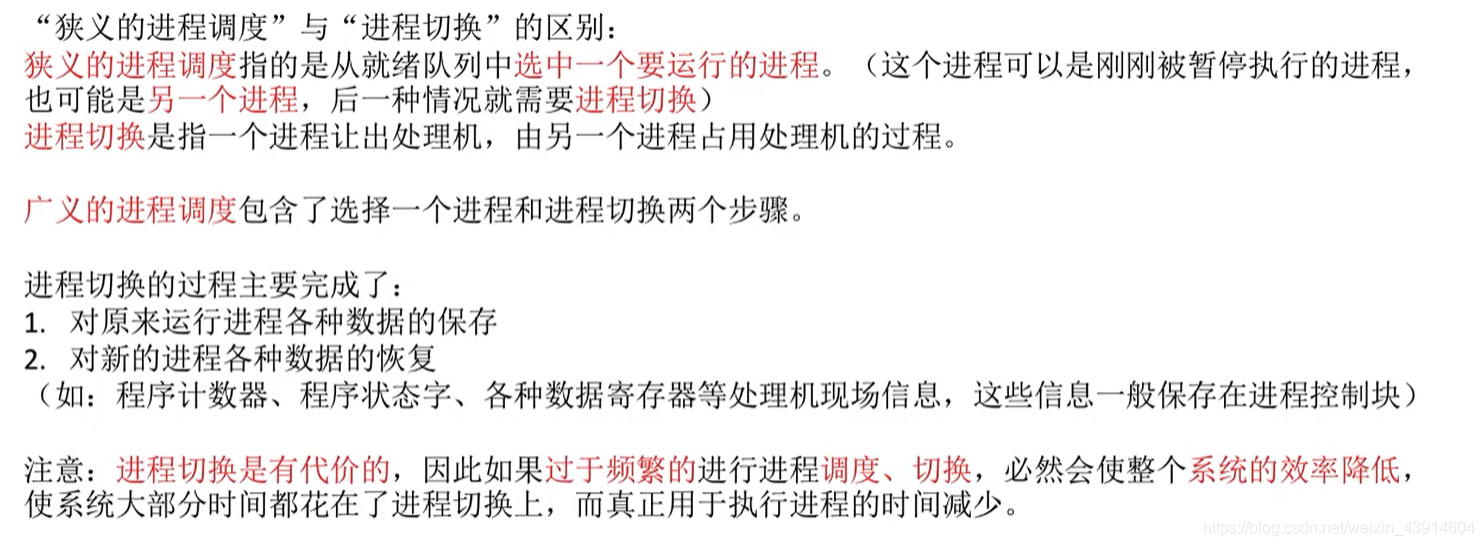 “狭义的进程调度”与“进程切换”的区别：
狭义的进程调度指的是从就绪队列中选中一个要运行的进程。（这个进程可以是刚刚被暂停执行的进程，
也可能是另一个进程，后一种情况就需要进程切换）
进程切换是指一个进程让出处理机，由另一个进程占用处理机的过程。
广义的进程调度包含了选择一个进程和进程切换两个步骤。
进程切换的过程主要完成了：
1. 对原来运行进程各种数据的保存
2. 对新的进程各种数据的恢复
（如：程序计数器、程序状态字、各种数据寄存器等处理机现场信息，这些信息一般保存在进程控制块）
注意：进程切换是有代价的，因此如果过于频繁的进行进程调度、切换，必然会使整个系统的效率降低，
使系统大部分时间都花在了进程切换上，而真正用于执行进程的时间减少。
https://blog.csdn.net/weixin_43914604